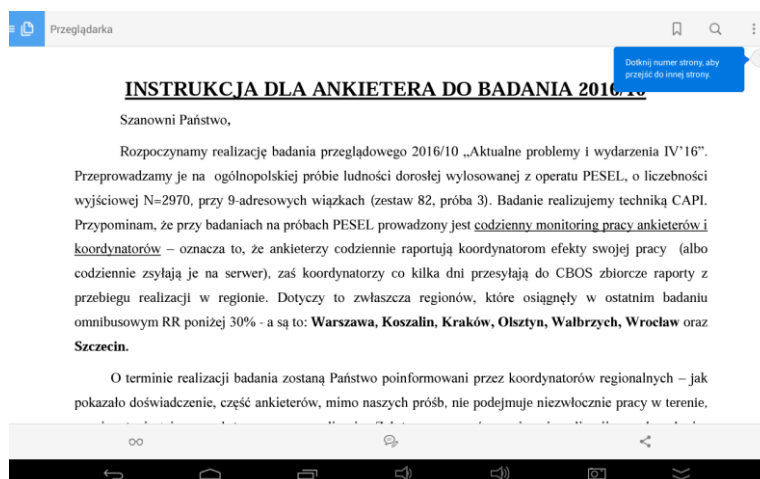 Przeglądarka
Dotknij numer strony, aby
przejść do innej strony.
INSTRUKCJA DLA ANKIETERA DO BADANIA 2016/10
Szanowni Państwo,
Rozpoczynamy realizację badania przeglądowego 2016/10 „Aktualne problemy i wydarzenia IV’16”.
Przeprowadzamy je na ogólnopolskiej próbie ludności dorosłej wylosowanej z operatu PESEL, o liczebności
wyjściowej N=2970, przy 9-adresowych wiązkach (zestaw 82, próba 3). Badanie realizujemy techniką CAPI.
Przypominam, że przy badaniach na próbach PESEL prowadzony jest codzienny monitoring pracy ankieterów i
koordynatorów – oznacza to, że ankieterzy codziennie raportują koordynatorom efekty swojej pracy (albo
codziennie zsyłają je na serwer), zaś koordynatorzy co kilka dni przesyłają do CBOS zbiorcze raporty z
przebiegu realizacji w regionie. Dotyczy to zwłaszcza regionów, które osiągnęły w ostatnim badaniu
omnibusowym RR poniżej 30% - a są to: Warszawa, Koszalin, Kraków, Olsztyn, Wałbrzych, Wrocław oraz
Szczecin.
O terminie realizacji badania zostaną Państwo poinformowani przez koordynatorów regionalnych – jak
pokazało doświadczenie, część ankieterów, mimo naszych próśb, nie podejmuje niezwłocznie pracy w terenie,